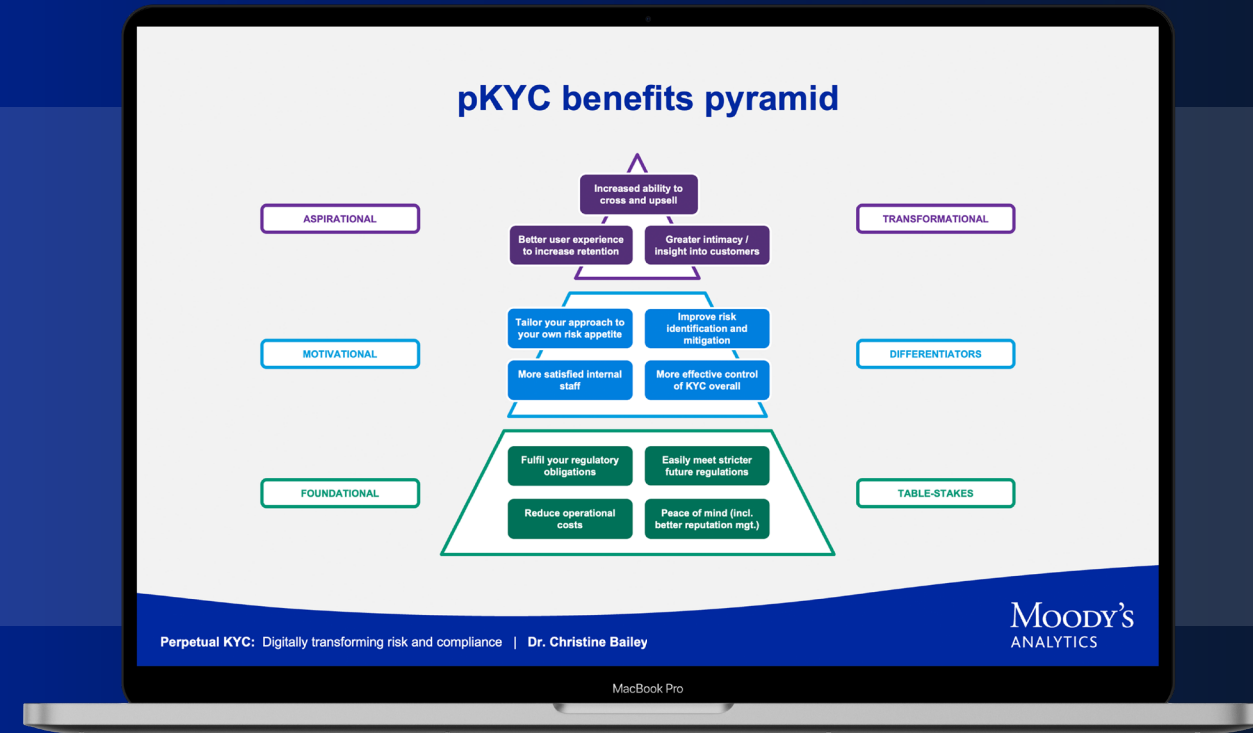 pKYC benefits pyramid
Increased ability to
cross and upsell
ASPIRATIONAL
TRANSFORMATIONAL
Better user experience
to increase retention
Greater intimacy /
insight into customers
Tailor your approach to
your own risk appetite
Improve risk
identification and
mitigation
MOTIVATIONAL
DIFFERENTIATORS
More satisfied internal
staff
More effective control
of KYC overall
Fulfil your regulatory
obligations
Easily meet stricter
future regulations
FOUNDATIONAL
TABLE-STAKES
Reduce operational
costs
Peace of mind (incl.
better reputation mgt.)
Perpetual KYC: Digitally transforming risk and compliance | Dr. Christine Bailey
MOODY'S
ANALYTICS
MacBook Pro